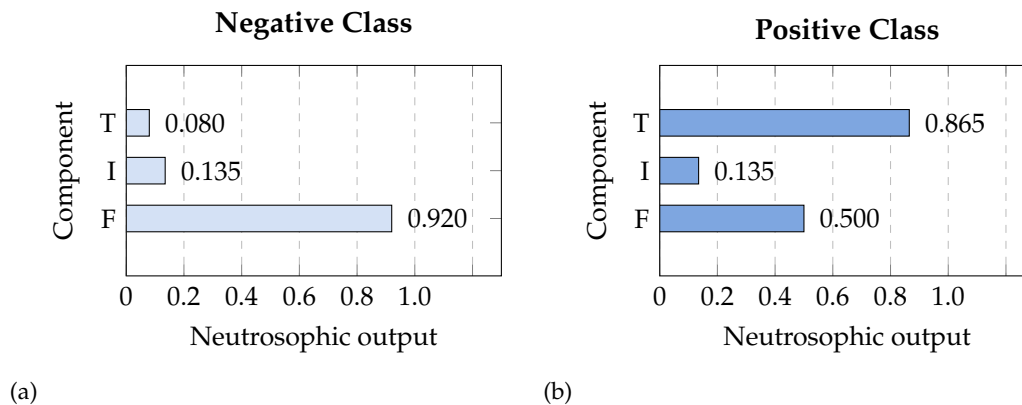 Negative Class
Component
T
0.080
I
0.135
F
0.920
0 0.2 0.4 0.6 0.8 1.0
Neutrosophic output
(a)
Positive Class
Component
T
0.865
I
0.135
F
0.500
0 0.2 0.4 0.6 0.8 1.0
Neutrosophic output
(b)